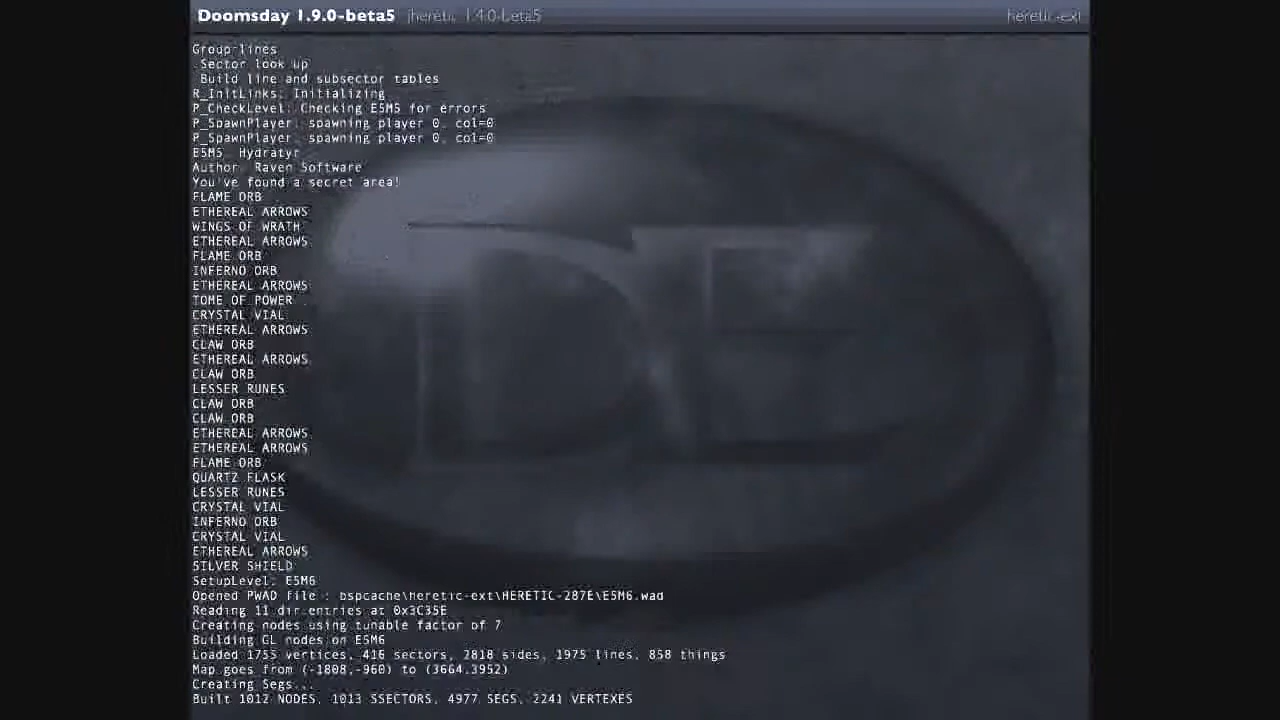 Doomsday 1.9.0-beta5 jheretic 1.4.0-beta5 heretic-ext
Group lines
Sector look up
Build line and subsector tables
R_InitLinks: Initializing
P_CheckLevel: Checking E5M5 for errors
P_SpawnPlayer: spawning player 0, col=0
P_SpawnPlayer: spawning player 0, col=0
E5M5: Hydratyr
Author: Raven Software
You've found a secret area!
FLAME ORB
ETHEREAL ARROWS
WINGS OF WRATH
ETHEREAL ARROWS
FLAME ORB
INFERNO ORB
ETHEREAL ARROWS
TOME OF POWER
CRYSTAL VIAL
ETHEREAL ARROWS
CLAW ORB
ETHEREAL ARROWS
CLAW ORB
LESSER RUNES
CLAW ORB
CLAW ORB
ETHEREAL ARROWS
ETHEREAL ARROWS
FLAME ORB
QUARTZ FLASK
LESSER RUNES
CRYSTAL VIAL
INFERNO ORB
CRYSTAL VIAL
ETHEREAL ARROWS
SILVER SHIELD
SetupLevel: E5M6
Opened PWAD file : bspcache\heretic-ext\HERETIC-287E\E5M6.wad
Reading 11 dir entries at 0x3C35E
Creating nodes using tunable factor of 7
Building GL nodes on E5M6
Loaded 1755 vertices, 416 sectors, 2818 sides, 1975 lines, 858 things
Map goes from (-1808,-960) to (3664,3952)
Creating Segs...
Built 1012 NODES, 1013 SSECTORS, 4977 SEGS, 2241 VERTEXES
DE